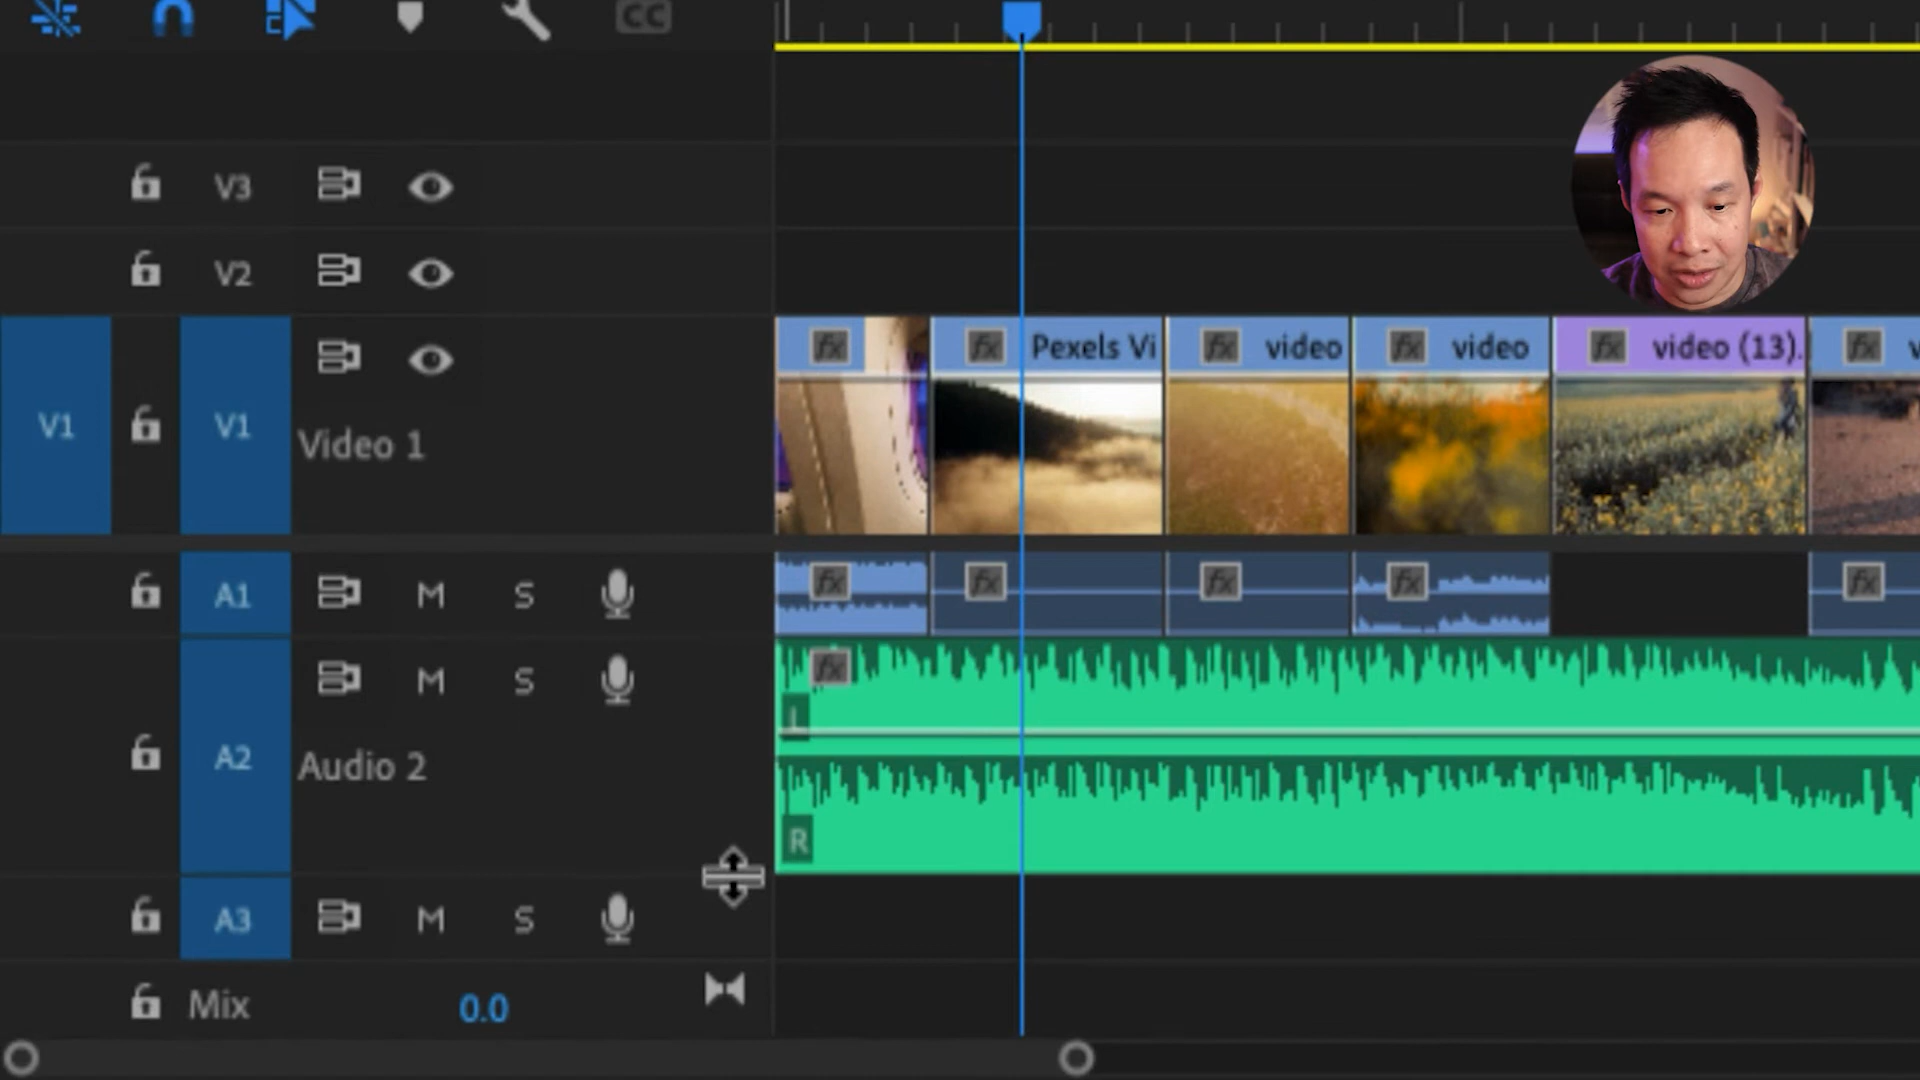 CC
V3
V2
fx fx Pexels Vi fx video fx video fx video (13). fx v
V1 V1
Video 1
fx fx fx fx fx
A1 M S
fx
A2 M S
L
Audio 2
R
A3 M S
Mix 0.0